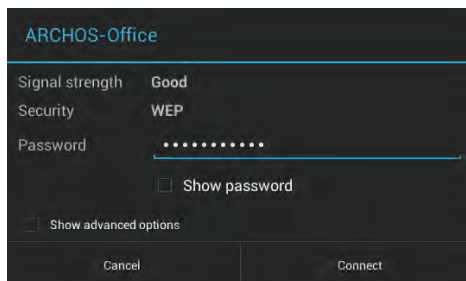 ARCHOS-Office
Signal strength Good
Security WEP
Password •••••••••••
Show password
Show advanced options
Cancel Connect